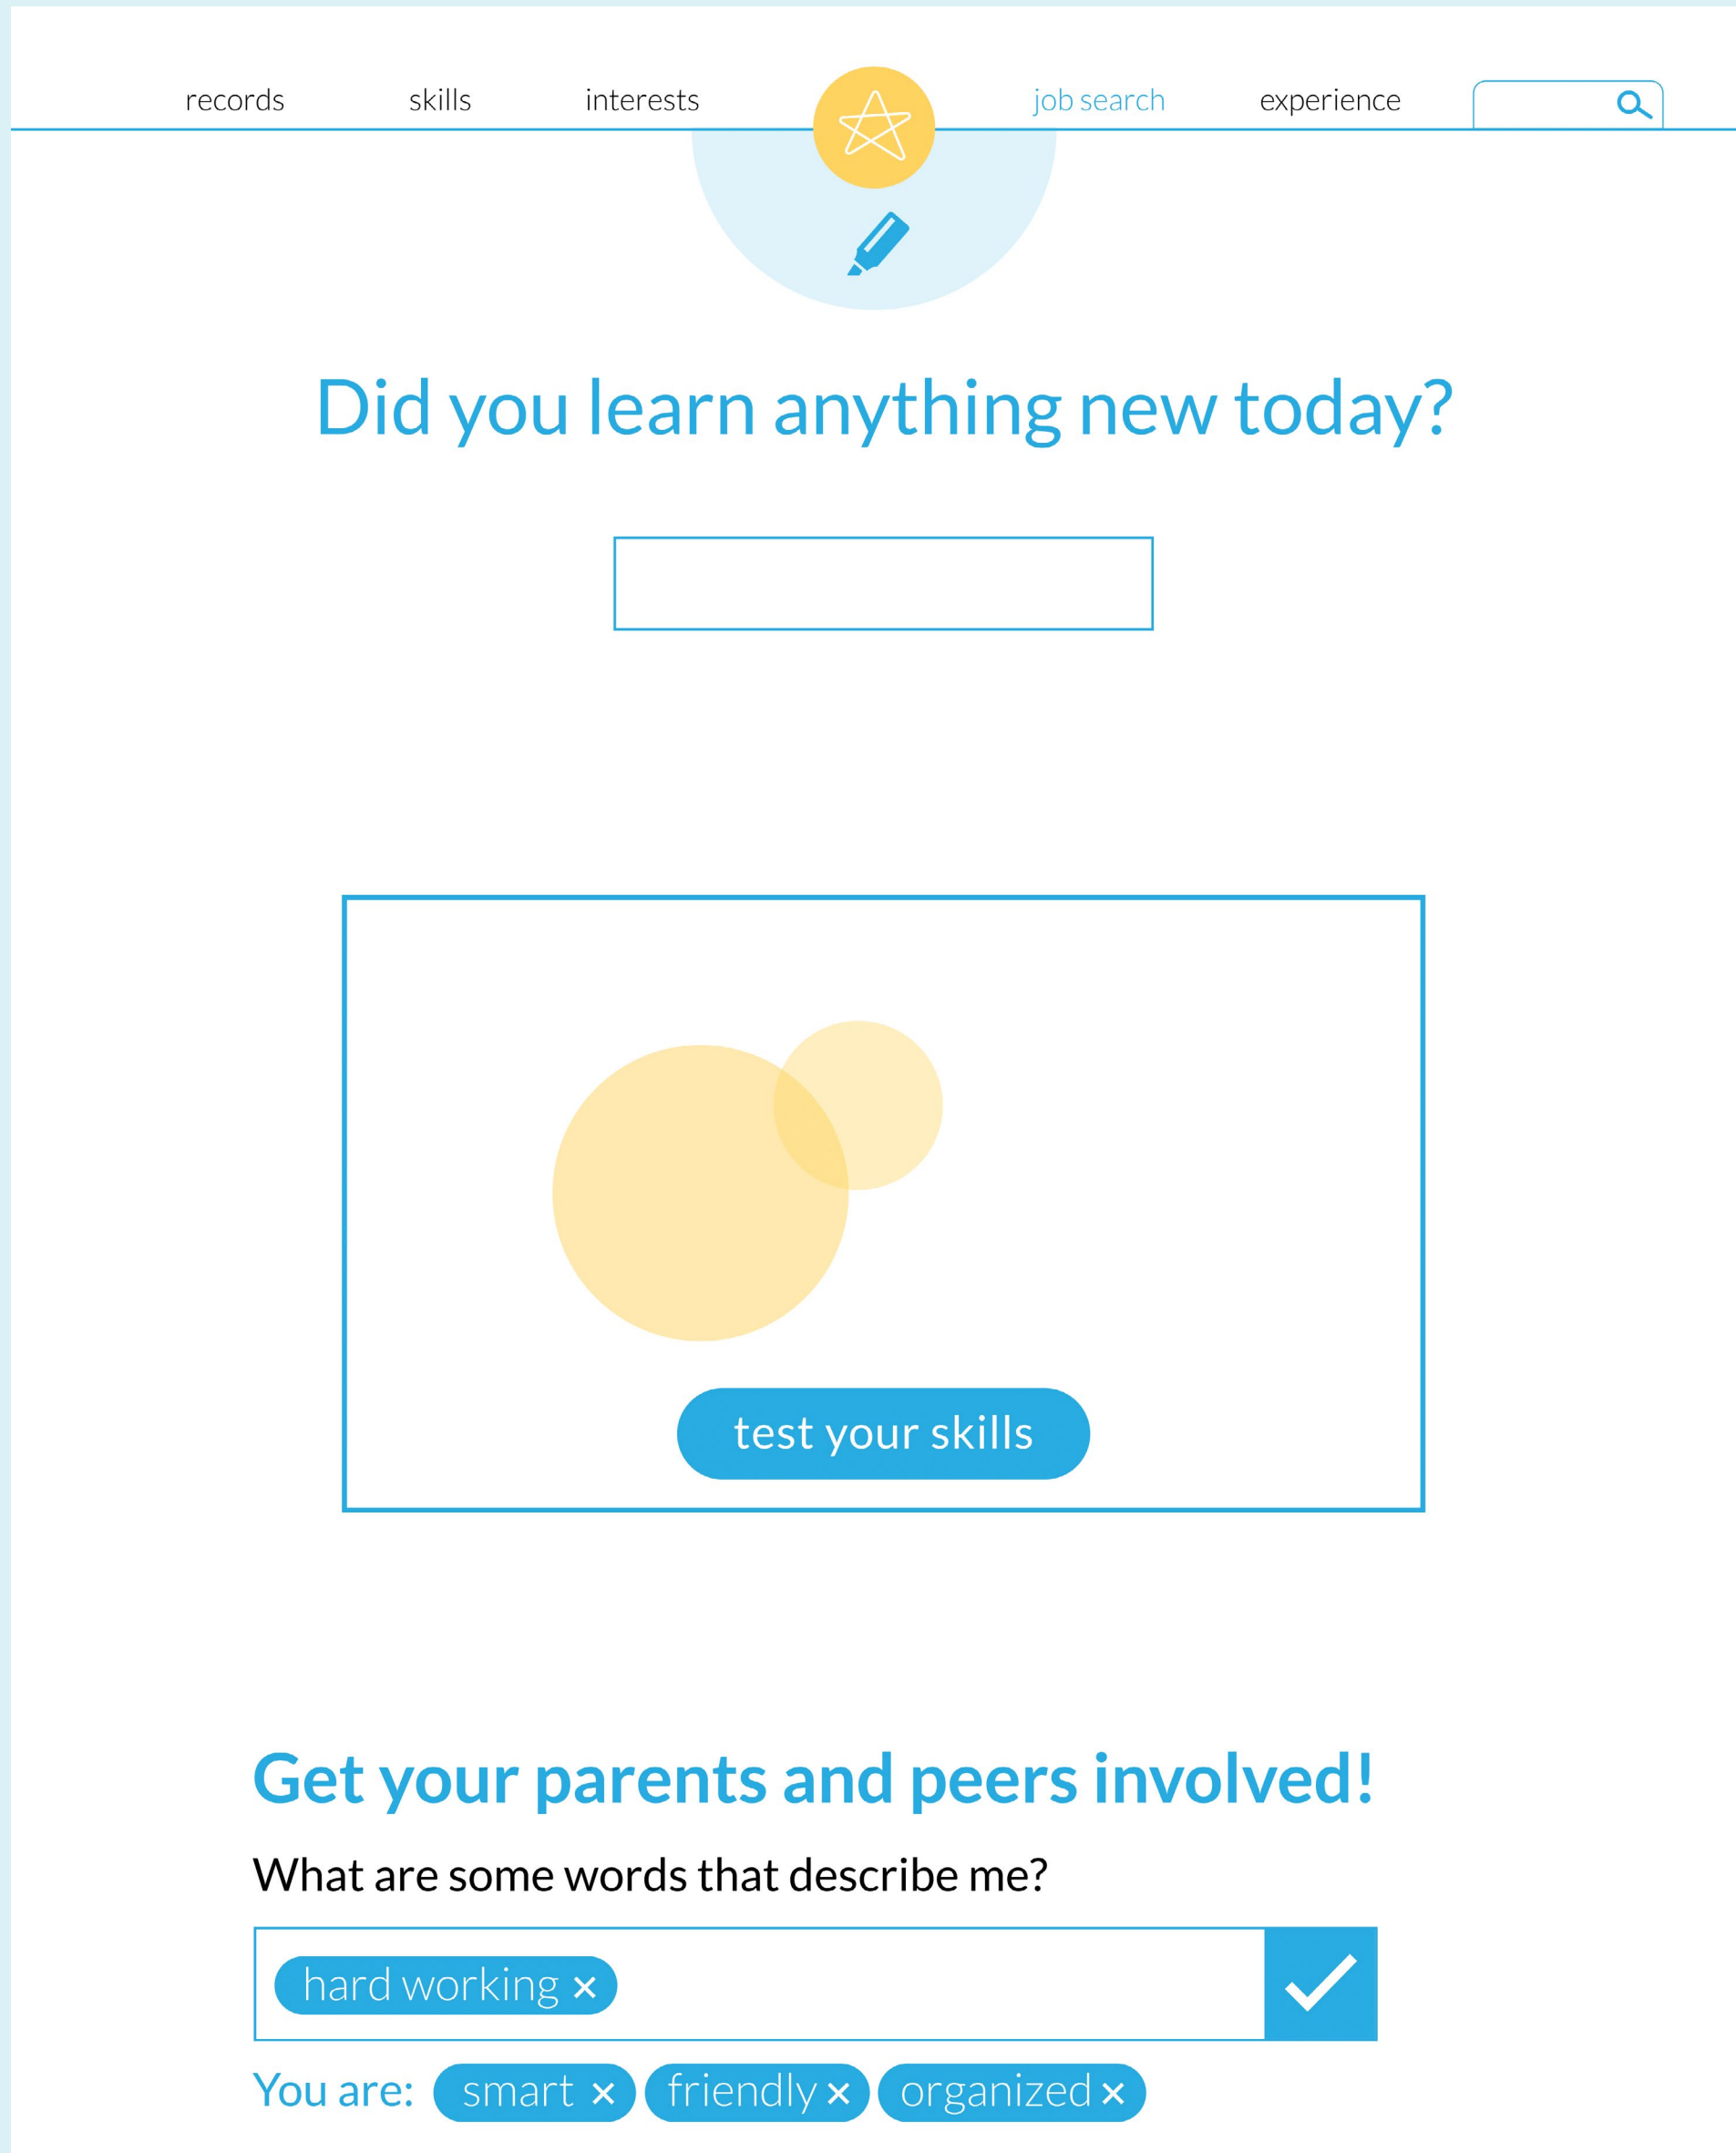 records skills interests job search experience
Did you learn anything new today?
test your skills
Get your parents and peers involved!
What are some words that describe me?
hard working ×
You are: smart × friendly × organized ×